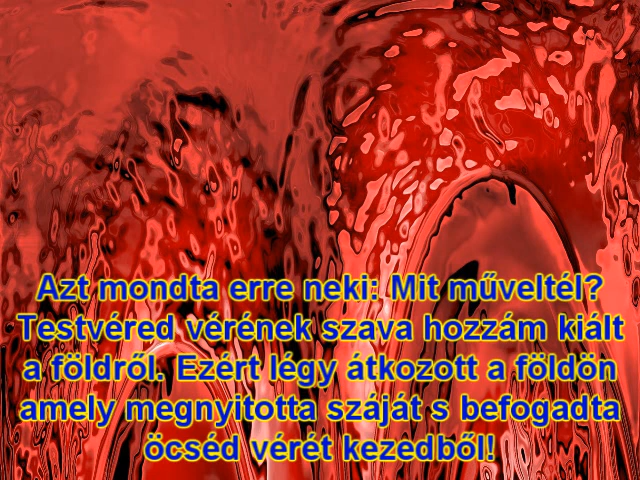 Azt mondta erre neki: Mit műveltél?
Testvéred vérének szava hozzám kiált
a földről. Ezért légy átkozott a földön
amely megnyitotta száját s befogadta
öcséd vérét kezedből!